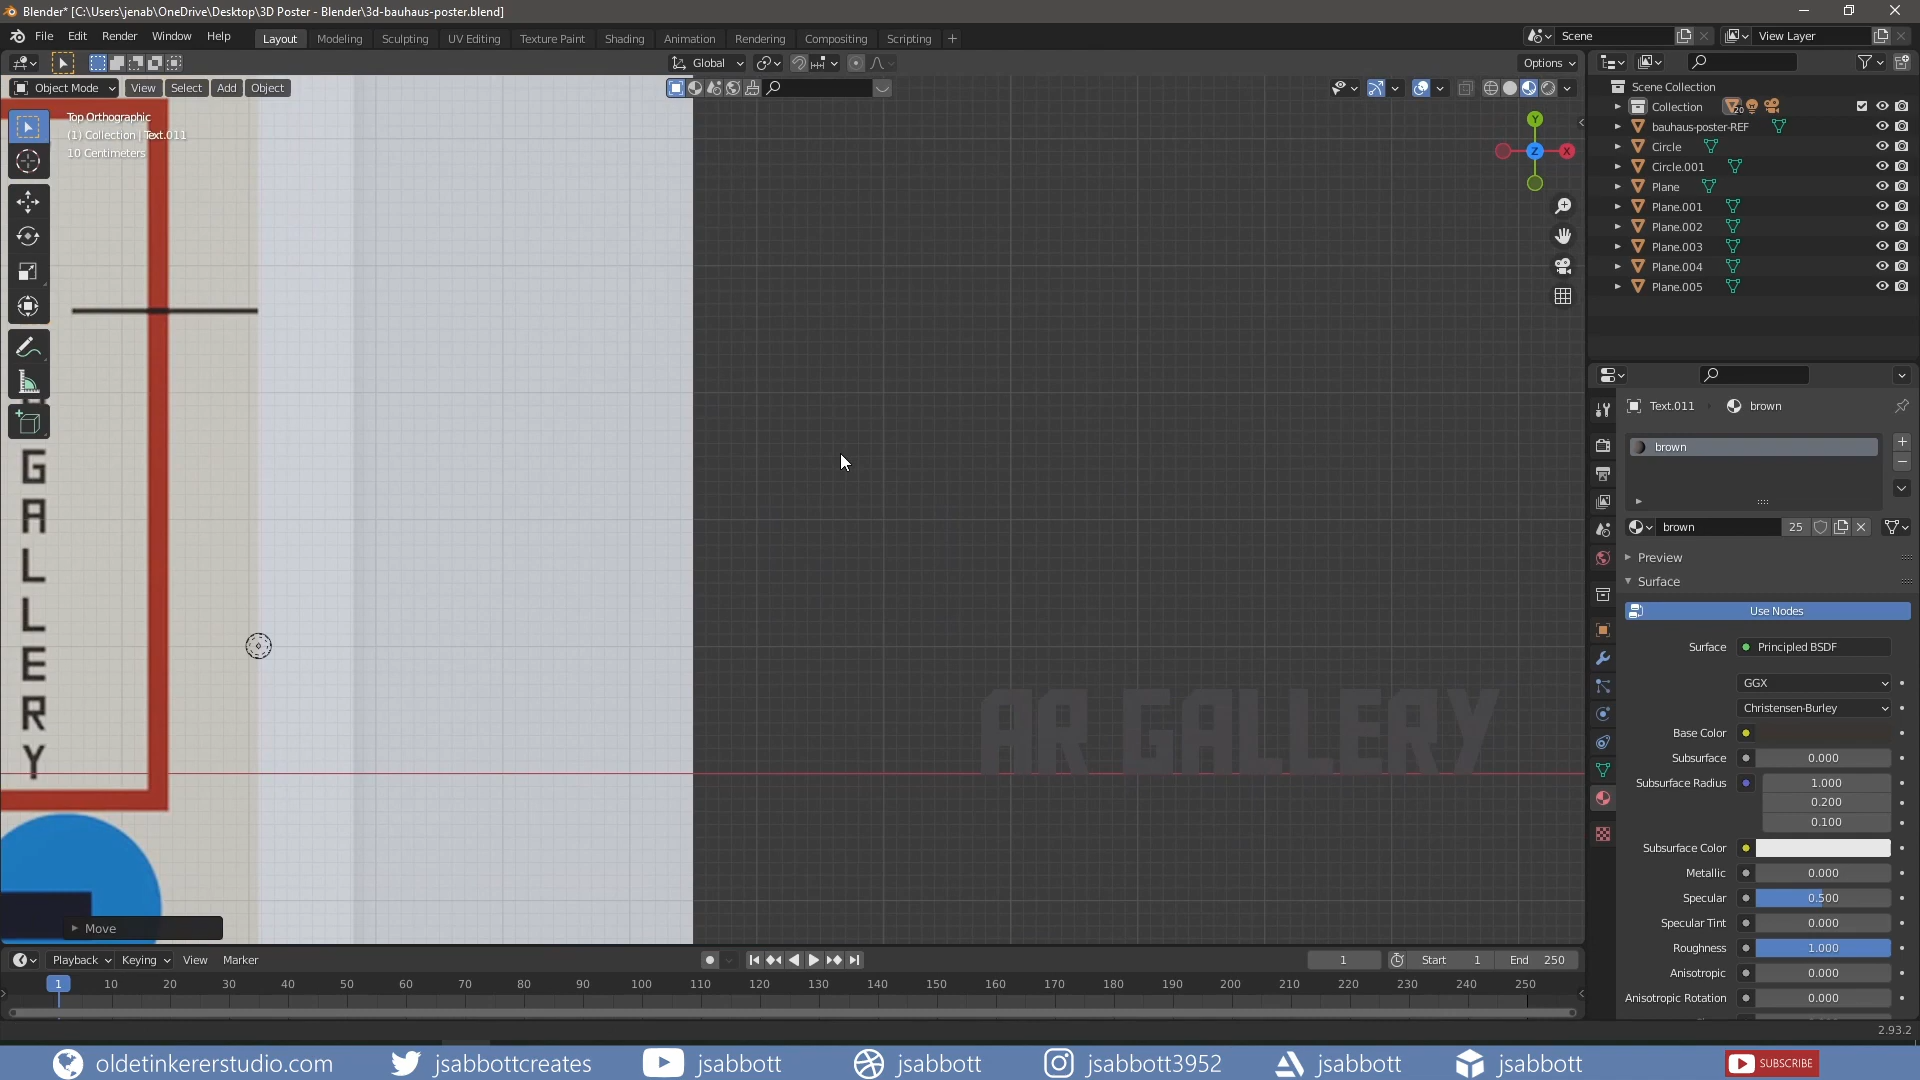 Blender* [C:\Users\jenab\OneDrive\Desktop\3D Poster - Blender\3d-bauhaus-poster.blend]
File Edit Render Window Help
Layout Modeling Sculpting UV Editing Texture Paint Shading Animation Rendering Compositing Scripting +
Scene View Layer
Global Options
Object Mode View Select Add Object
Top Orthographic
(1) Collection | Text.011
10 Centimeters
Y
Z
X
Scene Collection
Collection 20
bauhaus-poster-REF
Circle
Circle.001
Plane
Plane.001
Plane.002
Plane.003
Plane.004
Plane.005
Text.011 brown
brown
brown 25
Preview
Surface
Use Nodes
Surface Principled BSDF
GGX
Christensen-Burley
Base Color
Subsurface 0.000
Subsurface Radius 1.000
0.200
0.100
Subsurface Color
Metallic 0.000
Specular 0.500
Specular Tint 0.000
Roughness 1.000
Anisotropic 0.000
Anisotropic Rotation 0.000
G
A
L
L
E
R
Y
AR GALLERY
Move
Playback Keying View Marker
1 Start 1 End 250
1 10 20 30 40 50 60 70 80 90 100 110 120 130 140 150 160 170 180 190 200 210 220 230 240 250
2.93.2
oldetinkererstudio.com jsabbottcreates jsabbott jsabbott jsabbott3952 jsabbott jsabbott SUBSCRIBE